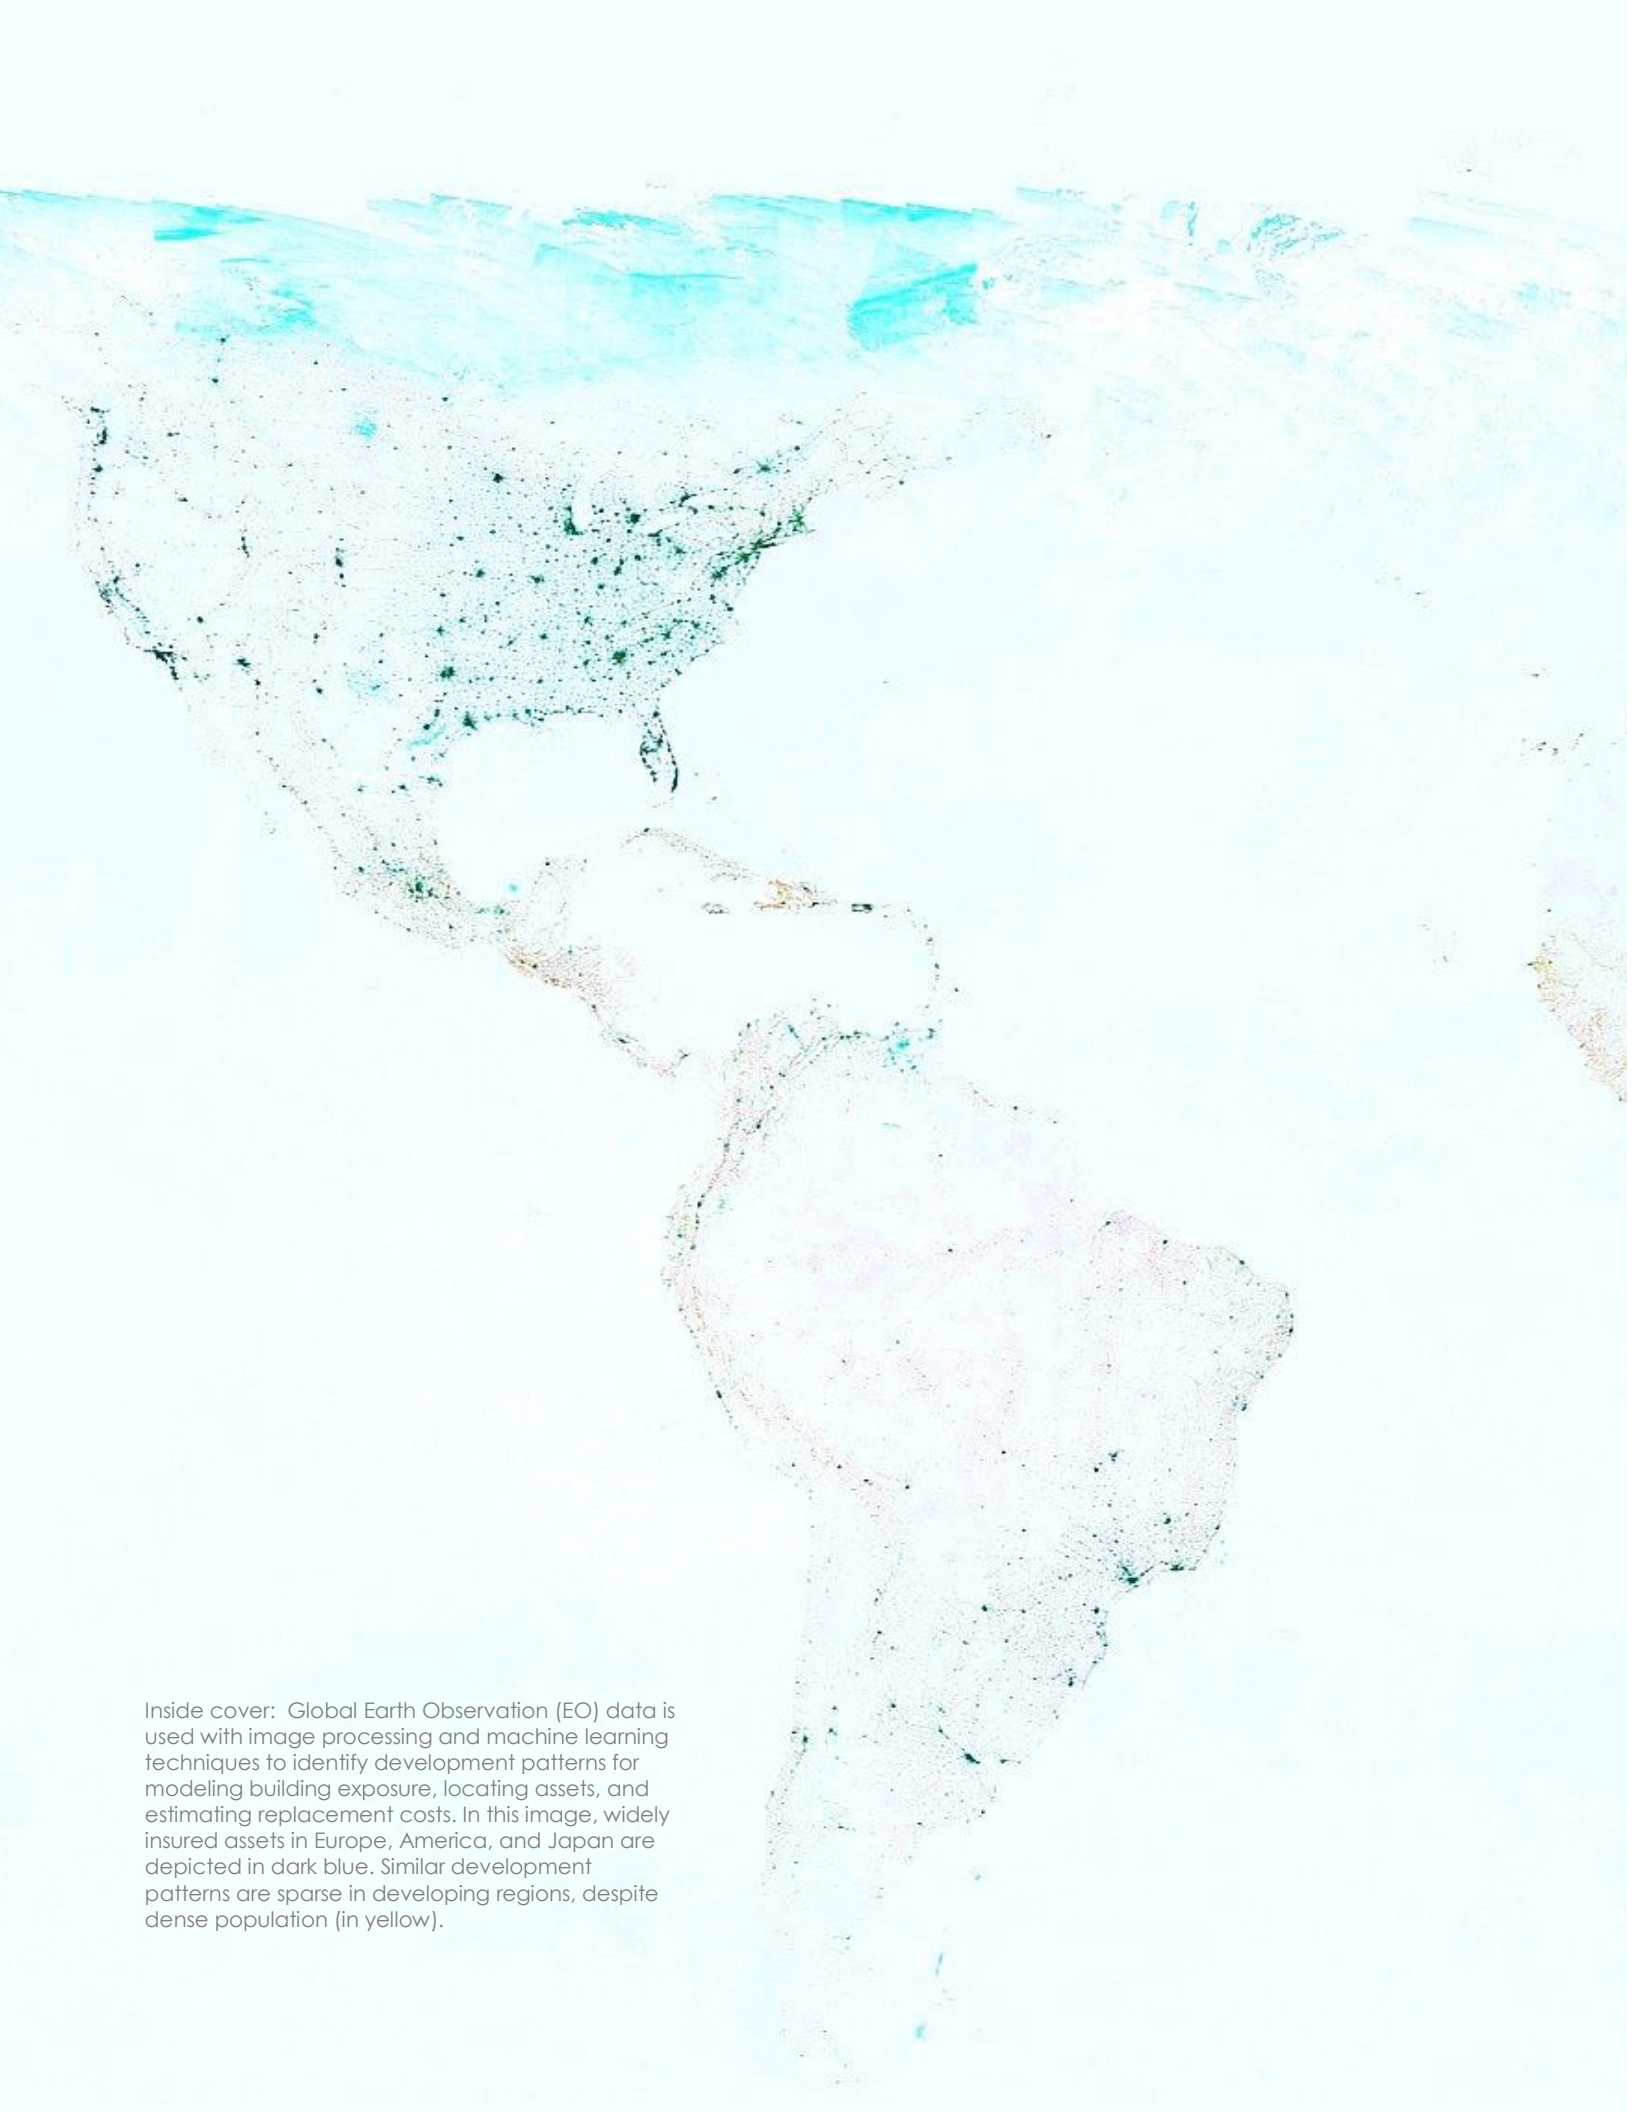 Inside cover:  Global Earth Observation (EO) data is
used with image processing and machine learning
techniques to identify development patterns for
modeling building exposure, locating assets, and
estimating replacement costs. In this image, widely
insured assets in Europe, America, and Japan are
depicted in dark blue. Similar development
patterns are sparse in developing regions, despite
dense population (in yellow).